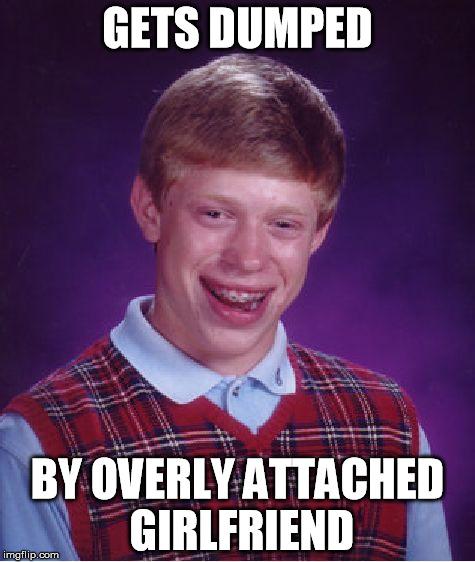 GETS DUMPED
BY OVERLY ATTACHED
GIRLFRIEND
imgflip.com